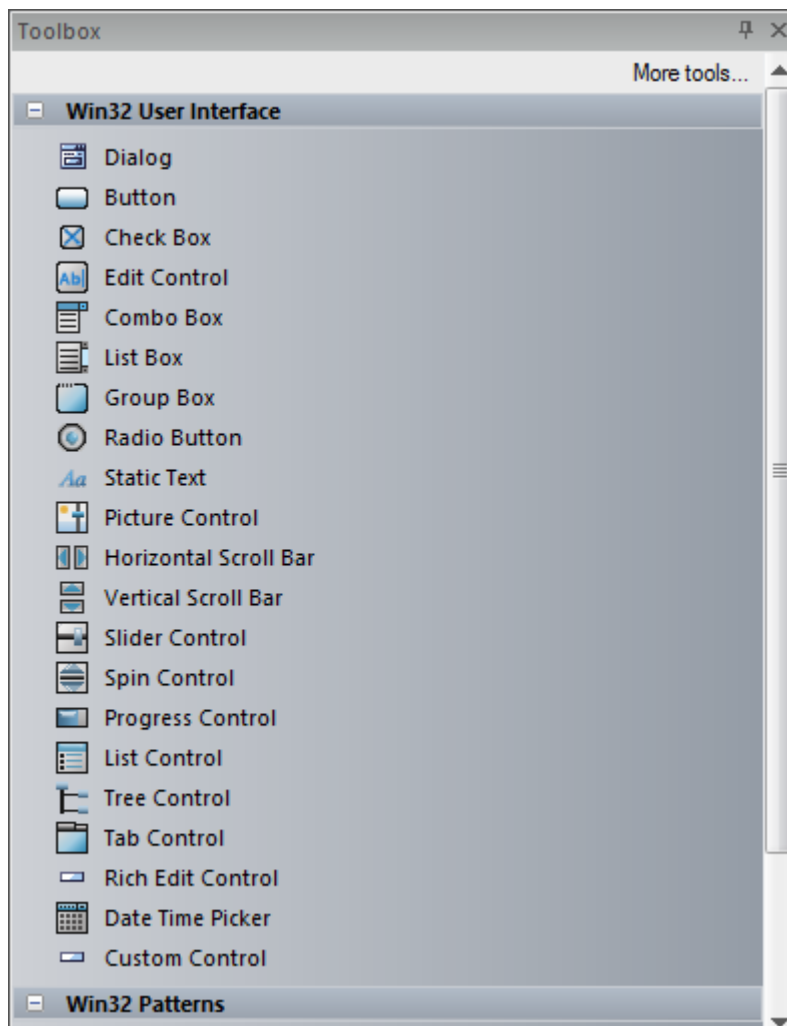 Toolbox
More tools...
Win32 User Interface
Dialog
Button
Check Box
Ab
Edit Control
Combo Box
List Box
Group Box
Radio Button
Aa
Static Text
Picture Control
Horizontal Scroll Bar
Vertical Scroll Bar
Slider Control
Spin Control
Progress Control
List Control
Tree Control
Tab Control
Rich Edit Control
Date Time Picker
Custom Control
Win32 Patterns